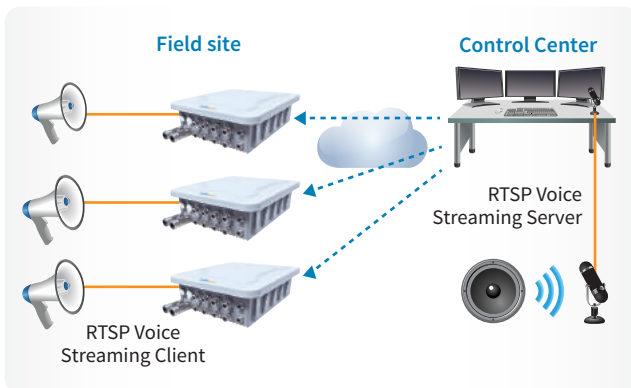 Field site
Control Center
RTSP Voice
Streaming Server
RTSP Voice
Streaming Client